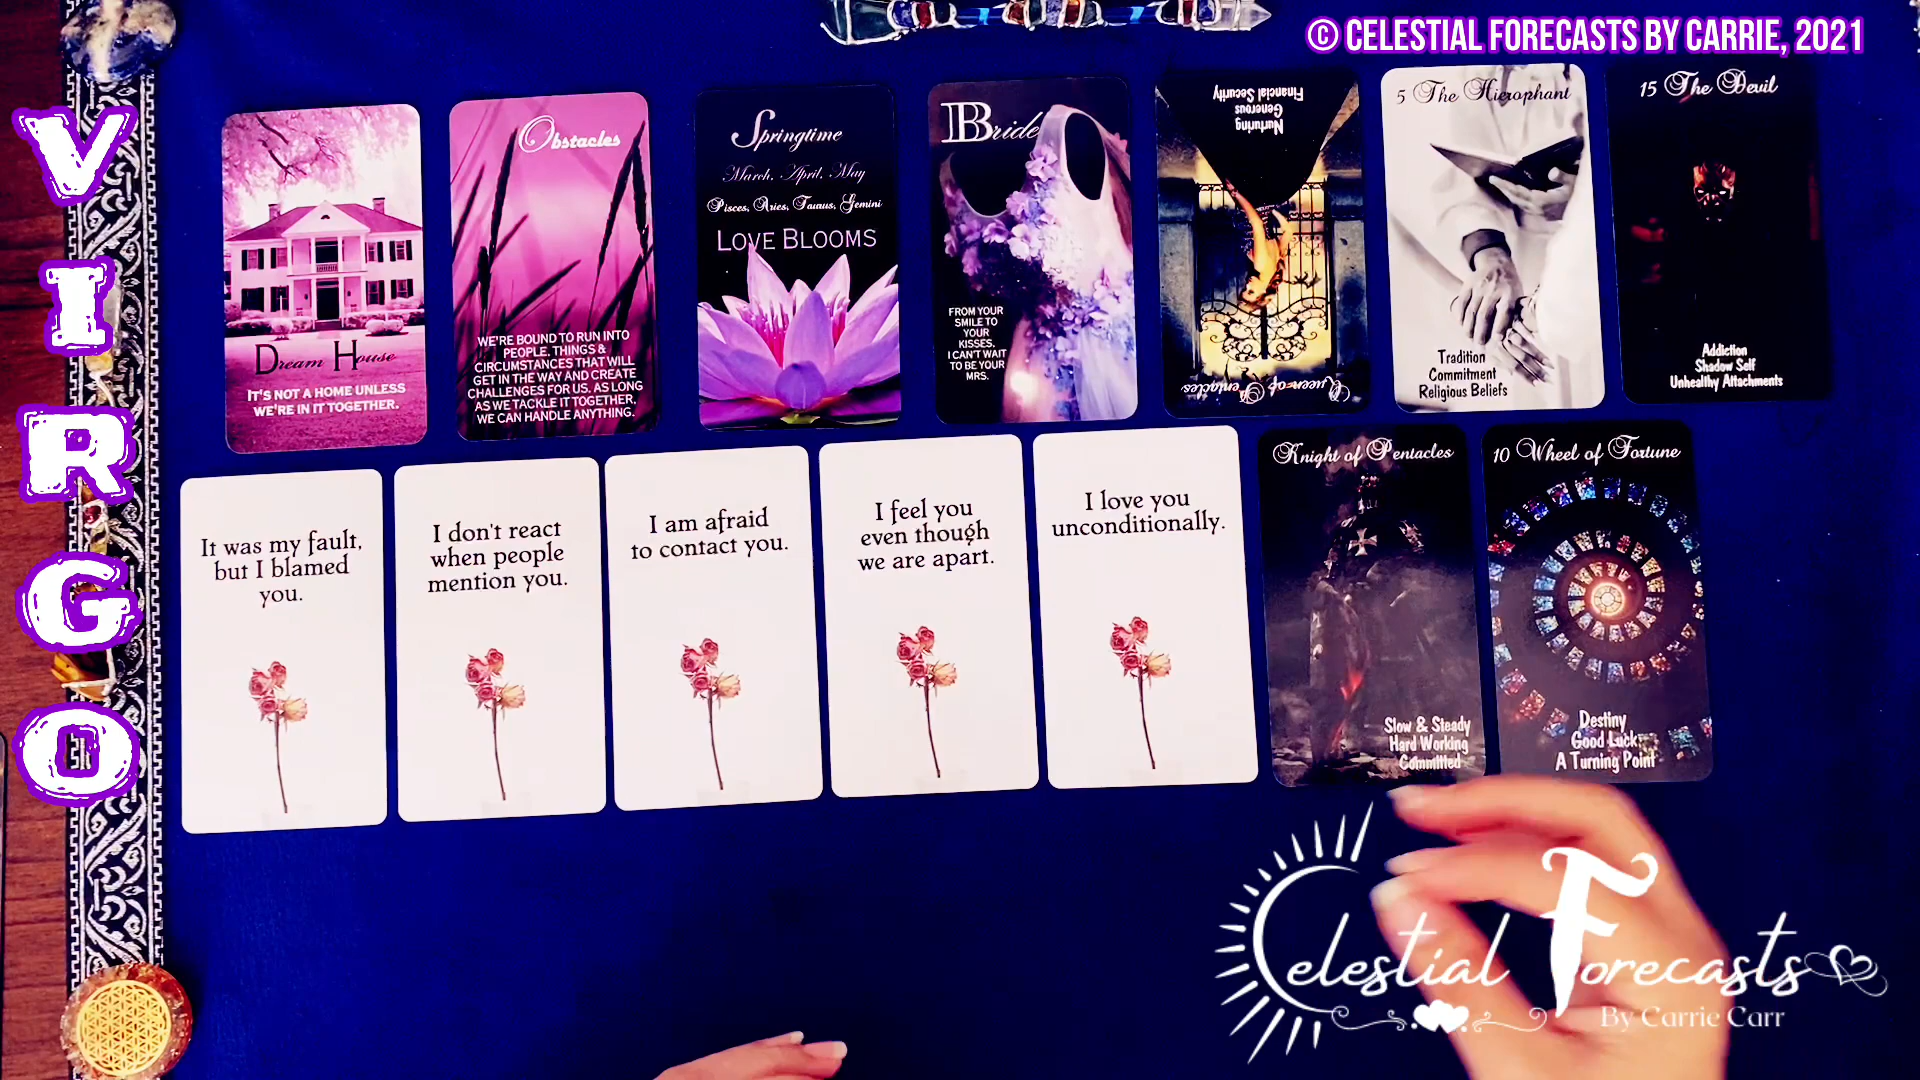 © CELESTIAL FORECASTS BY CARRIE, 2021
VIRGO
Dream House
IT'S NOT A HOME UNLESS
WE'RE IN IT TOGETHER.
Obstacles
WE'RE BOUND TO RUN INTO
PEOPLE, THINGS &
CIRCUMSTANCES THAT WILL
GET IN THE WAY AND CREATE
CHALLENGES FOR US. AS LONG
AS WE TACKLE IT TOGETHER,
WE CAN HANDLE ANYTHING.
Springtime
March, April, May
Pisces, Aries, Taurus, Gemini
LOVE BLOOMS
Bride
FROM YOUR
SMILE TO
YOUR
KISSES.
I CAN'T WAIT
TO BE YOUR
MRS.
Queen of Pentacles
Nurturing
Generous
Financial Security
5 The Hierophant
Tradition
Commitment
Religious Beliefs
15 The Devil
Addiction
Shadow Self
Unhealthy Attachments
It was my fault,
but I blamed
you.
I don't react
when people
mention you.
I am afraid
to contact you.
I feel you
even though
we are apart.
I love you
unconditionally.
Knight of Pentacles
Slow & Steady
Hard Working
Committed
10 Wheel of Fortune
Destiny
Good Luck
A Turning Point
Celestial Forecasts
By Carrie Carr